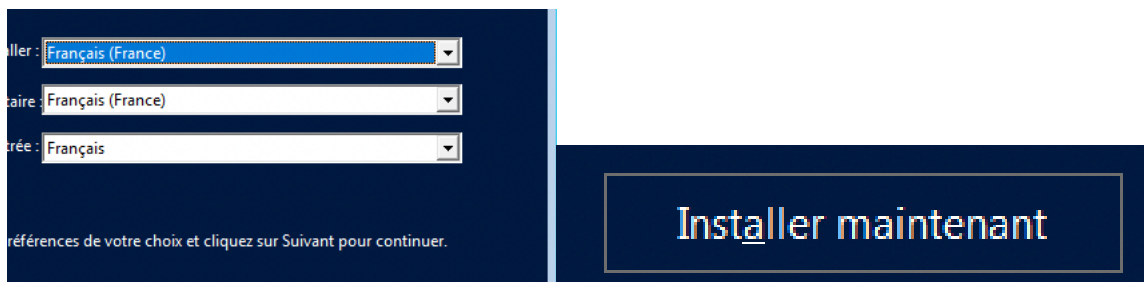 aller : Français (France)
taire : Français (France)
trée : Français
références de votre choix et cliquez sur Suivant pour continuer.
Installer maintenant